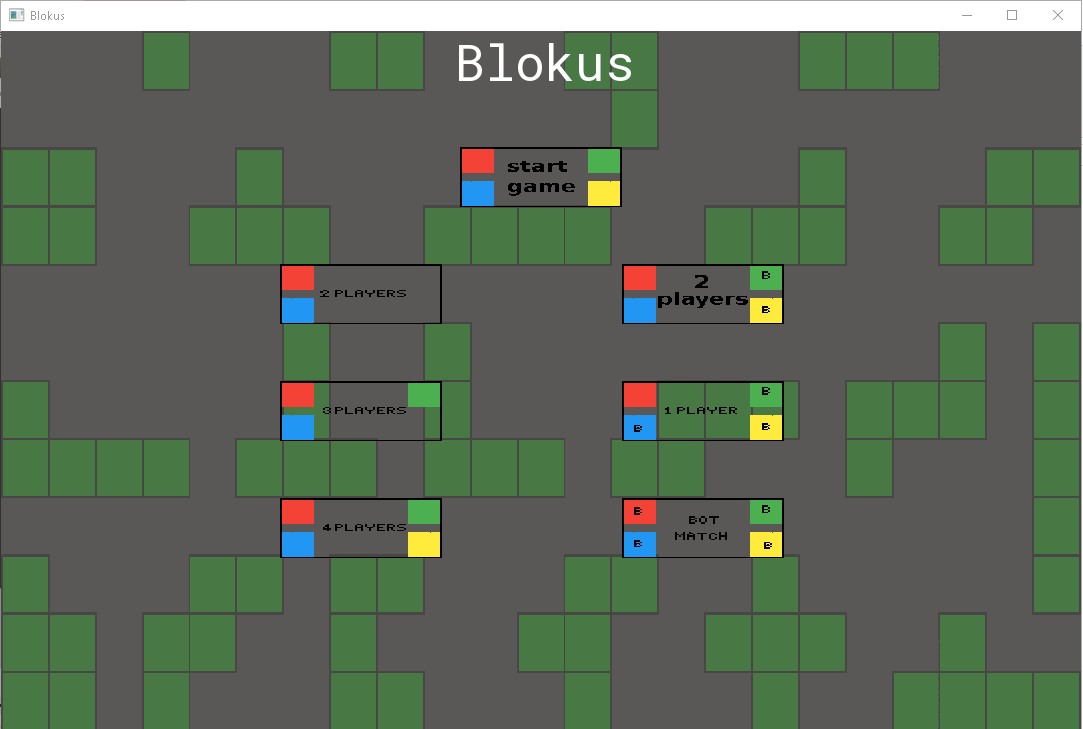 Blokus
Blokus
start
game
2 PLAYERS
2
players
B
B
3 PLAYERS
1 PLAYER
B
B
B
4 PLAYERS
BOT
MATCH
B
B
B
B